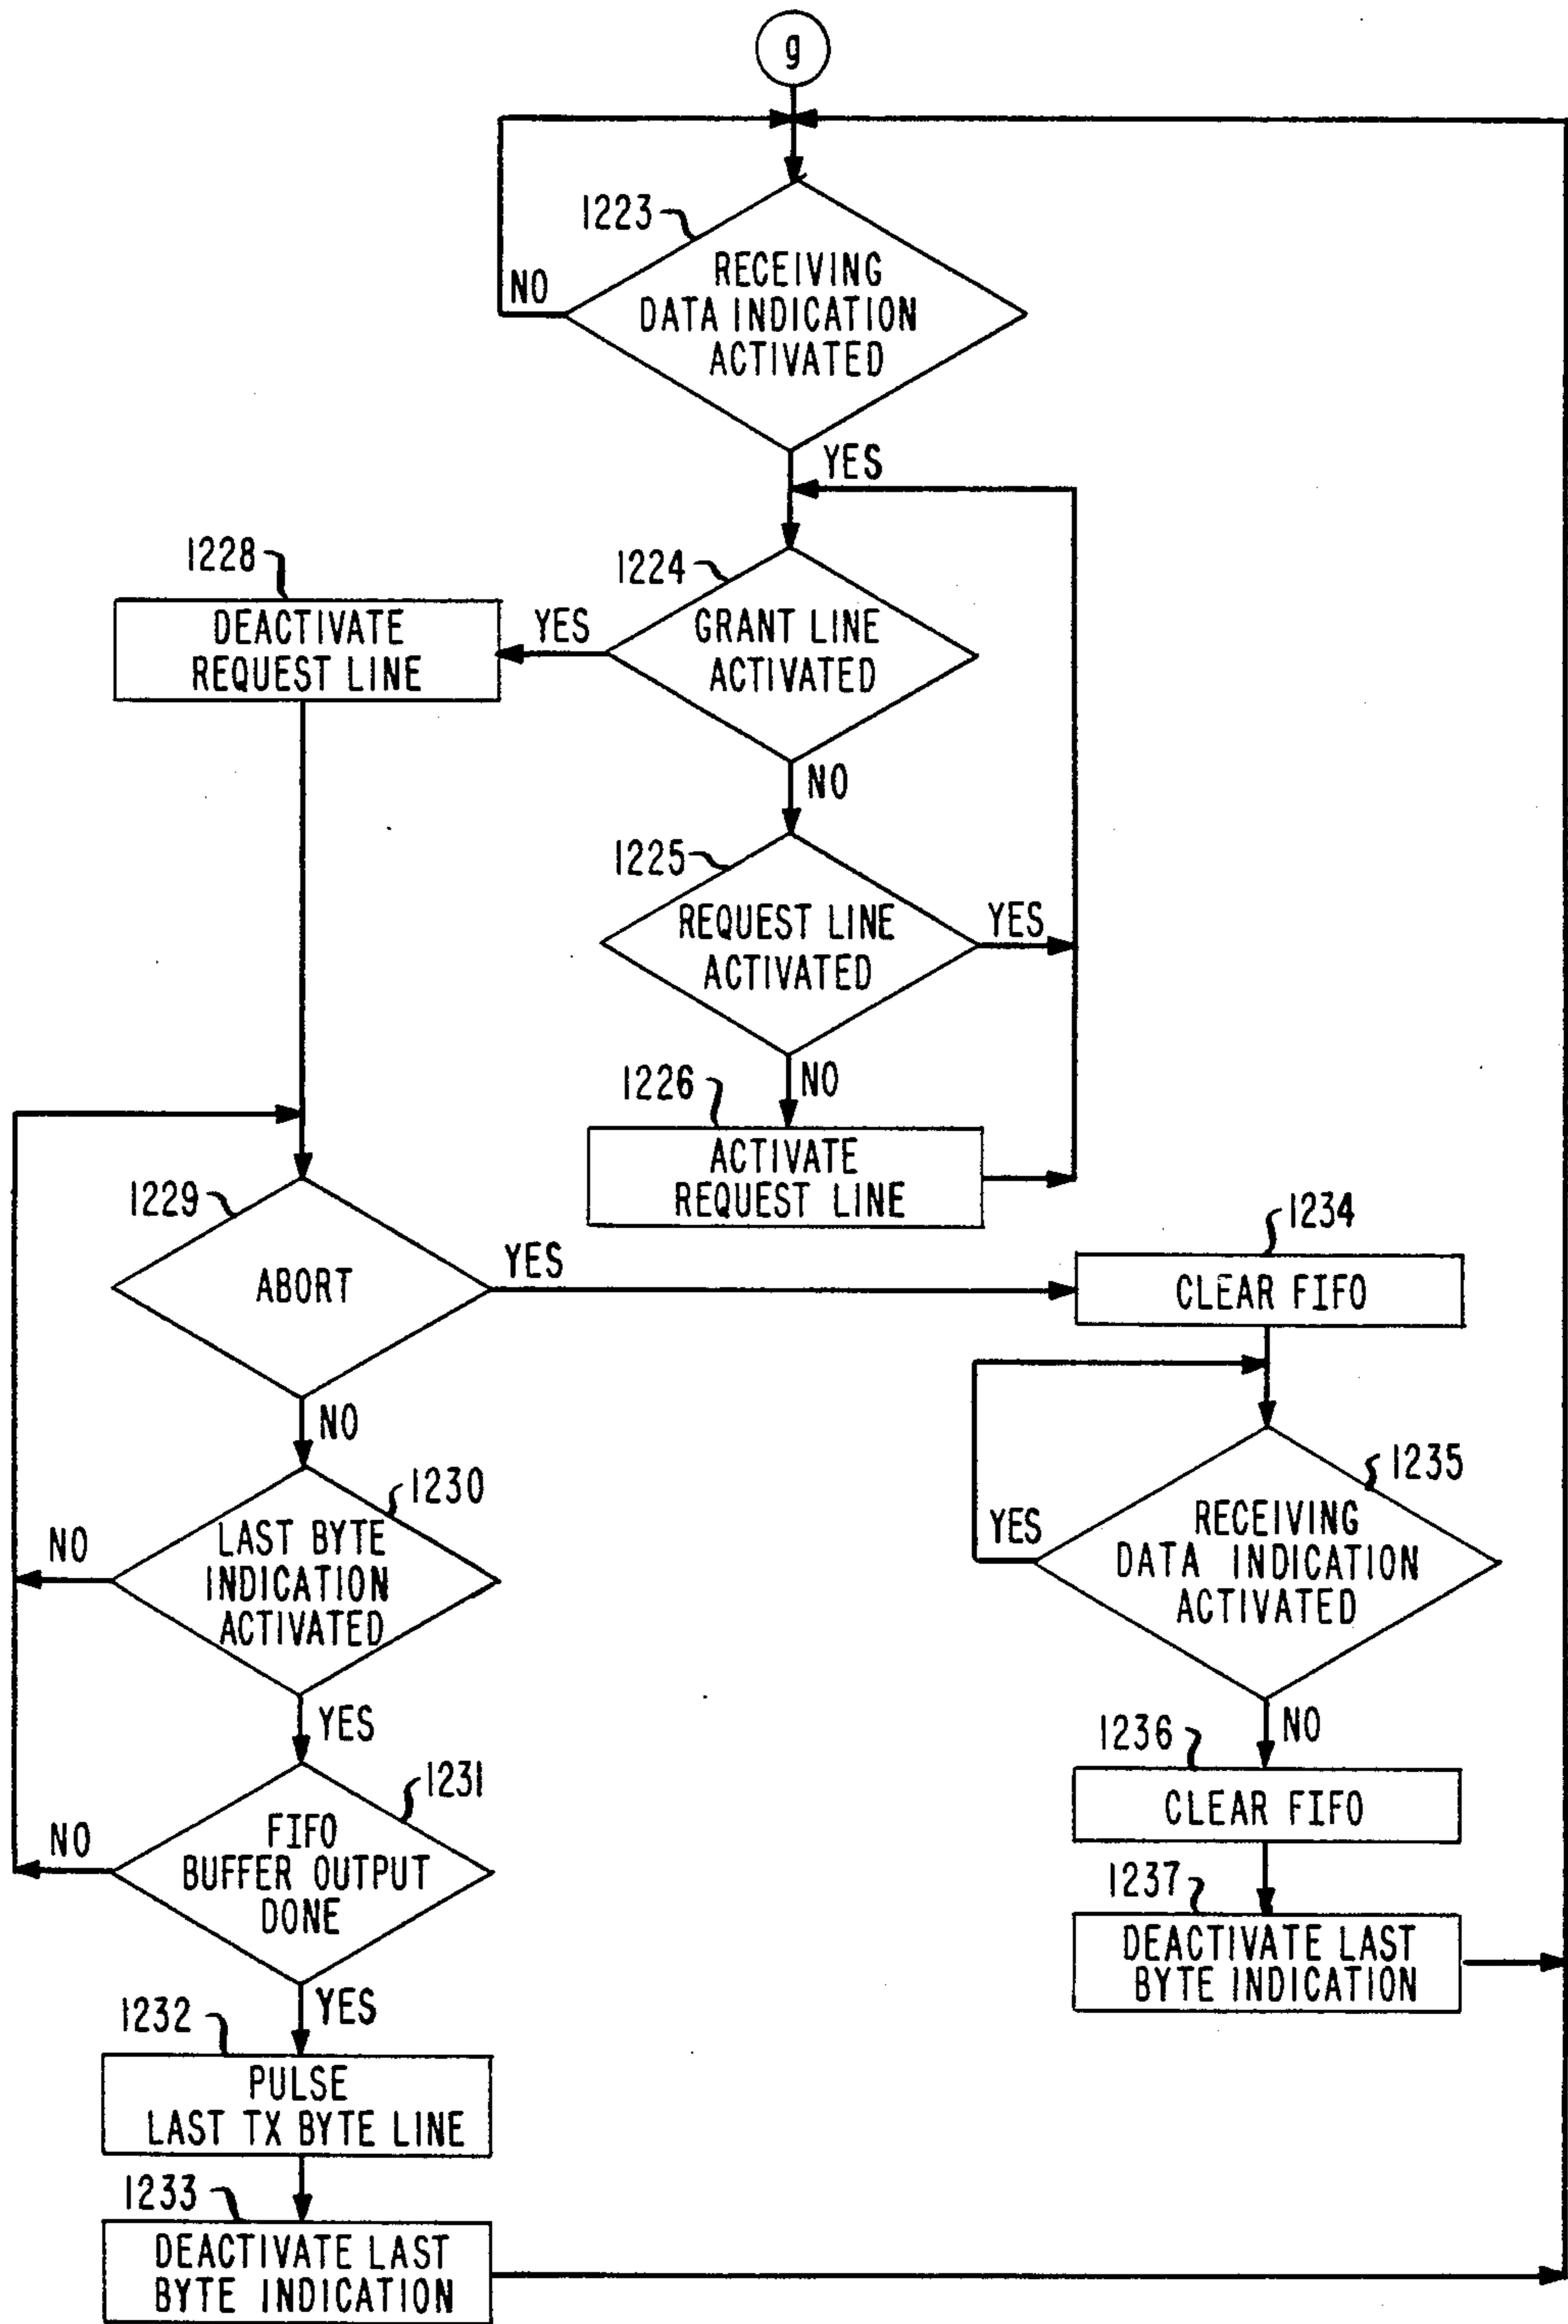 g
1223
RECEIVING
DATA INDICATION
ACTIVATED
NO
YES
1228
DEACTIVATE
REQUEST LINE
YES
1224
GRANT LINE
ACTIVATED
NO
1225
REQUEST LINE
ACTIVATED
YES
NO
1226
ACTIVATE
REQUEST LINE
1229
ABORT
YES
NO
1234
CLEAR FIFO
1230
LAST BYTE
INDICATION
ACTIVATED
NO
YES
1235
RECEIVING
DATA INDICATION
ACTIVATED
YES
NO
1231
FIFO
BUFFER OUTPUT
DONE
NO
YES
1236
CLEAR FIFO
1237
DEACTIVATE LAST
BYTE INDICATION
1232
PULSE
LAST TX BYTE LINE
1233
DEACTIVATE LAST
BYTE INDICATION